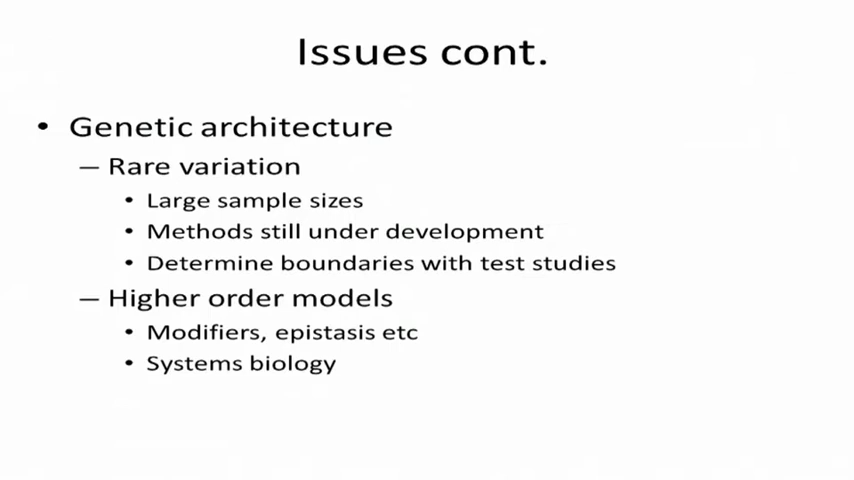 Issues cont.
• Genetic architecture
– Rare variation
• Large sample sizes
• Methods still under development
• Determine boundaries with test studies
– Higher order models
• Modifiers, epistasis etc
• Systems biology